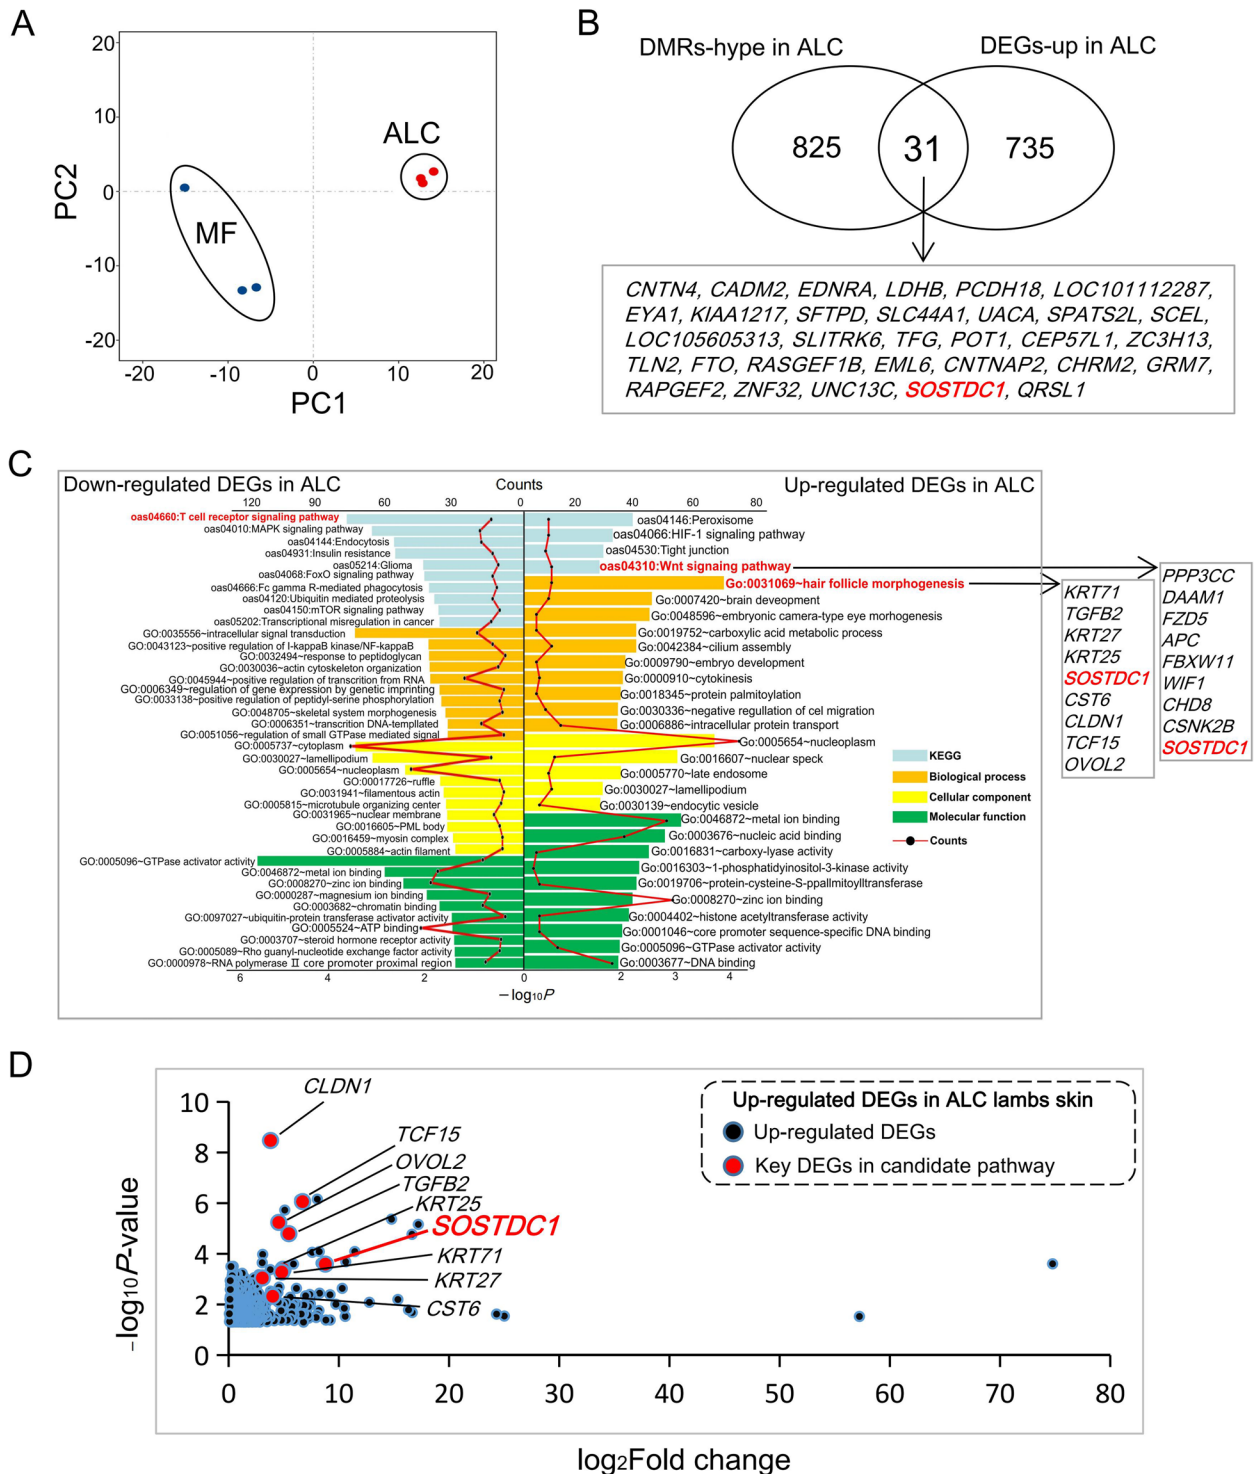 A
20
10
0
-10
-20
PC2
ALC
MF
-20
-10
0
10
20
PC1
B
DMRs-hype in ALC
DEGs-up in ALC
825
31
735
CNTN4, CADM2, EDNRA, LDHB, PCDH18, LOC101112287,
EYA1, KIAA1217, SFTPD, SLC44A1, UACA, SPATS2L, SCEL,
LOC105605313, SLITRK6, TFG, POT1, CEP57L1, ZC3H13,
TLN2, FTO, RASGEF1B, EML6, CNTNAP2, CHRM2, GRM7,
RAPGEF2, ZNF32, UNC13C, SOSTDC1, QRSL1
C
Down-regulated DEGs in ALC
Counts
Up-regulated DEGs in ALC
120 90 60 30 0 20 40 60 80
oas04660:T cell receptor signaling pathway
oas04010:MAPK signaling pathway
oas04144:Endocytosis
oas04931:Insulin resistance
oas05214:Glioma
oas04068:FoxO signaling pathway
oas04666:Fc gamma R-mediated phagocytosis
oas04120:Ubiquitin mediated proteolysis
oas04150:mTOR signaling pathway
oas05202:Transcriptional misregulation in cancer
GO:0035556~intracellular signal transduction
GO:0043123~positive regulation of I-kappaB kinase/NF-kappaB
GO:0032494~response to peptidoglycan
GO:0030036~actin cytoskeleton organization
GO:0045944~positive regulation of transcrition from RNA
GO:0006349~regulation of gene expression by genetic imprinting
GO:0033138~positive regulation of peptidyl-serine phosphorylation
GO:0048705~skeletal system morphogenesis
GO:0006351~transcrition DNA-templated
GO:0051056~regulation of small GTPase mediated signal
GO:0005737~cytoplasm
GO:0030027~lamellipodium
GO:0005654~nucleoplasm
GO:00017726~ruffle
GO:0031941~filamentous actin
GO:0005815~microtubule organizing center
GO:0031965~nuclear membrane
GO:0016605~PML body
GO:0016459~myosin complex
GO:0005884~actin filament
GO:0005096~GTPase activator activity
GO:0046872~metal ion binding
GO:0008270~zinc ion binding
GO:0000287~magnesium ion binding
GO:0003682~chromatin binding
GO:0097027~ubiquitin-protein transferase activator activity
GO:0005524~ATP binding
GO:0003707~steroid hormone receptor activity
GO:0005089~Rho guanyl-nucleotide exchange factor activity
GO:0000978~RNA polymerase II core promoter proximal region
oas04146:Peroxisome
oas04066:HIF-1 signaling pathway
oas04530:Tight junction
oas04310:Wnt signaing pathway
Go:0031069~hair follicle morphogenesis
Go:0007420~brain deveopment
Go:0048596~embryonic camera-type eye morhogenesis
Go:0019752~carboxylic acid metabolic process
Go:0042384~cilium assembly
Go:0009790~embryo development
Go:0000910~cytokinesis
Go:0018345~protein palmitoylation
Go:0030336~negative regullation of cel migration
Go:0006886~intracellular protein transport
Go:0005654~nucleoplasm
Go:0016607~nuclear speck
Go:0005770~late endosome
Go:0030027~lamellipodium
Go:0030139~endocytic vesicle
Go:0046872~metal ion binding
Go:0003676~nucleic acid binding
Go:0016831~carboxy-lyase activity
Go:0016303~1-phosphatidyinositol-3-kinase activity
Go:0019706~protein-cysteine-S-ppallmitoylltransferase
Go:0008270~zinc ion binding
Go:0004402~histone acetyltransferase activity
Go:0001046~core promoter sequence-specific DNA binding
Go:0005096~GTPase activator activity
Go:0003677~DNA binding
6 4 2 0 2 3 4
−log10P
KEGG
Biological process
Cellular component
Molecular function
Counts
KRT71
TGFB2
KRT27
KRT25
SOSTDC1
CST6
CLDN1
TCF15
OVOL2
PPP3CC
DAAM1
FZD5
APC
FBXW11
WIF1
CHD8
CSNK2B
SOSTDC1
D
-log10P-value
10
8
6
4
2
0
CLDN1
TCF15
OVOL2
TGFB2
KRT25
SOSTDC1
KRT71
KRT27
CST6
Up-regulated DEGs in ALC lambs skin
Up-regulated DEGs
Key DEGs in candidate pathway
0 10 20 30 40 50 60 70 80
log2Fold change